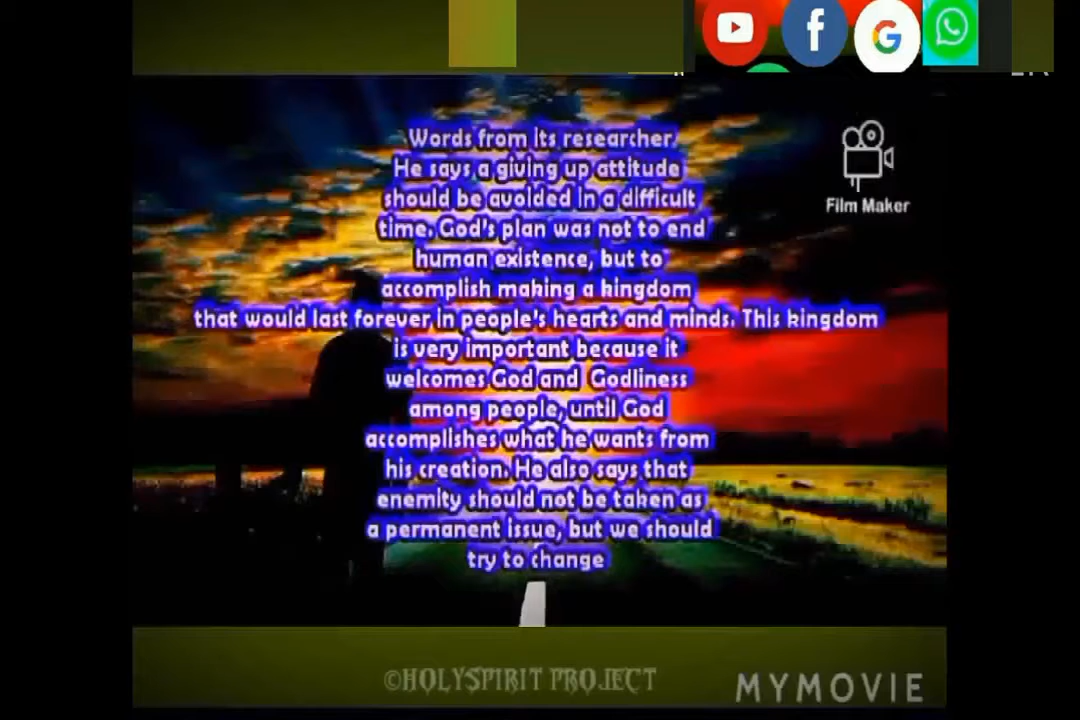 Words from its researcher.
He says a giving up attitude
should be avoided in a difficult
time. God's plan was not to end
human existence, but to
accomplish making a kingdom
that would last forever in people's hearts and minds. This kingdom
is very important because it
welcomes God and Godliness
among people, until God
accomplishes what he wants from
his creation. He also says that
enemity should not be taken as
a permanent issue, but we should
try to change
Film Maker
©HOLYSPIRIT PROJECT
MYMOVIE